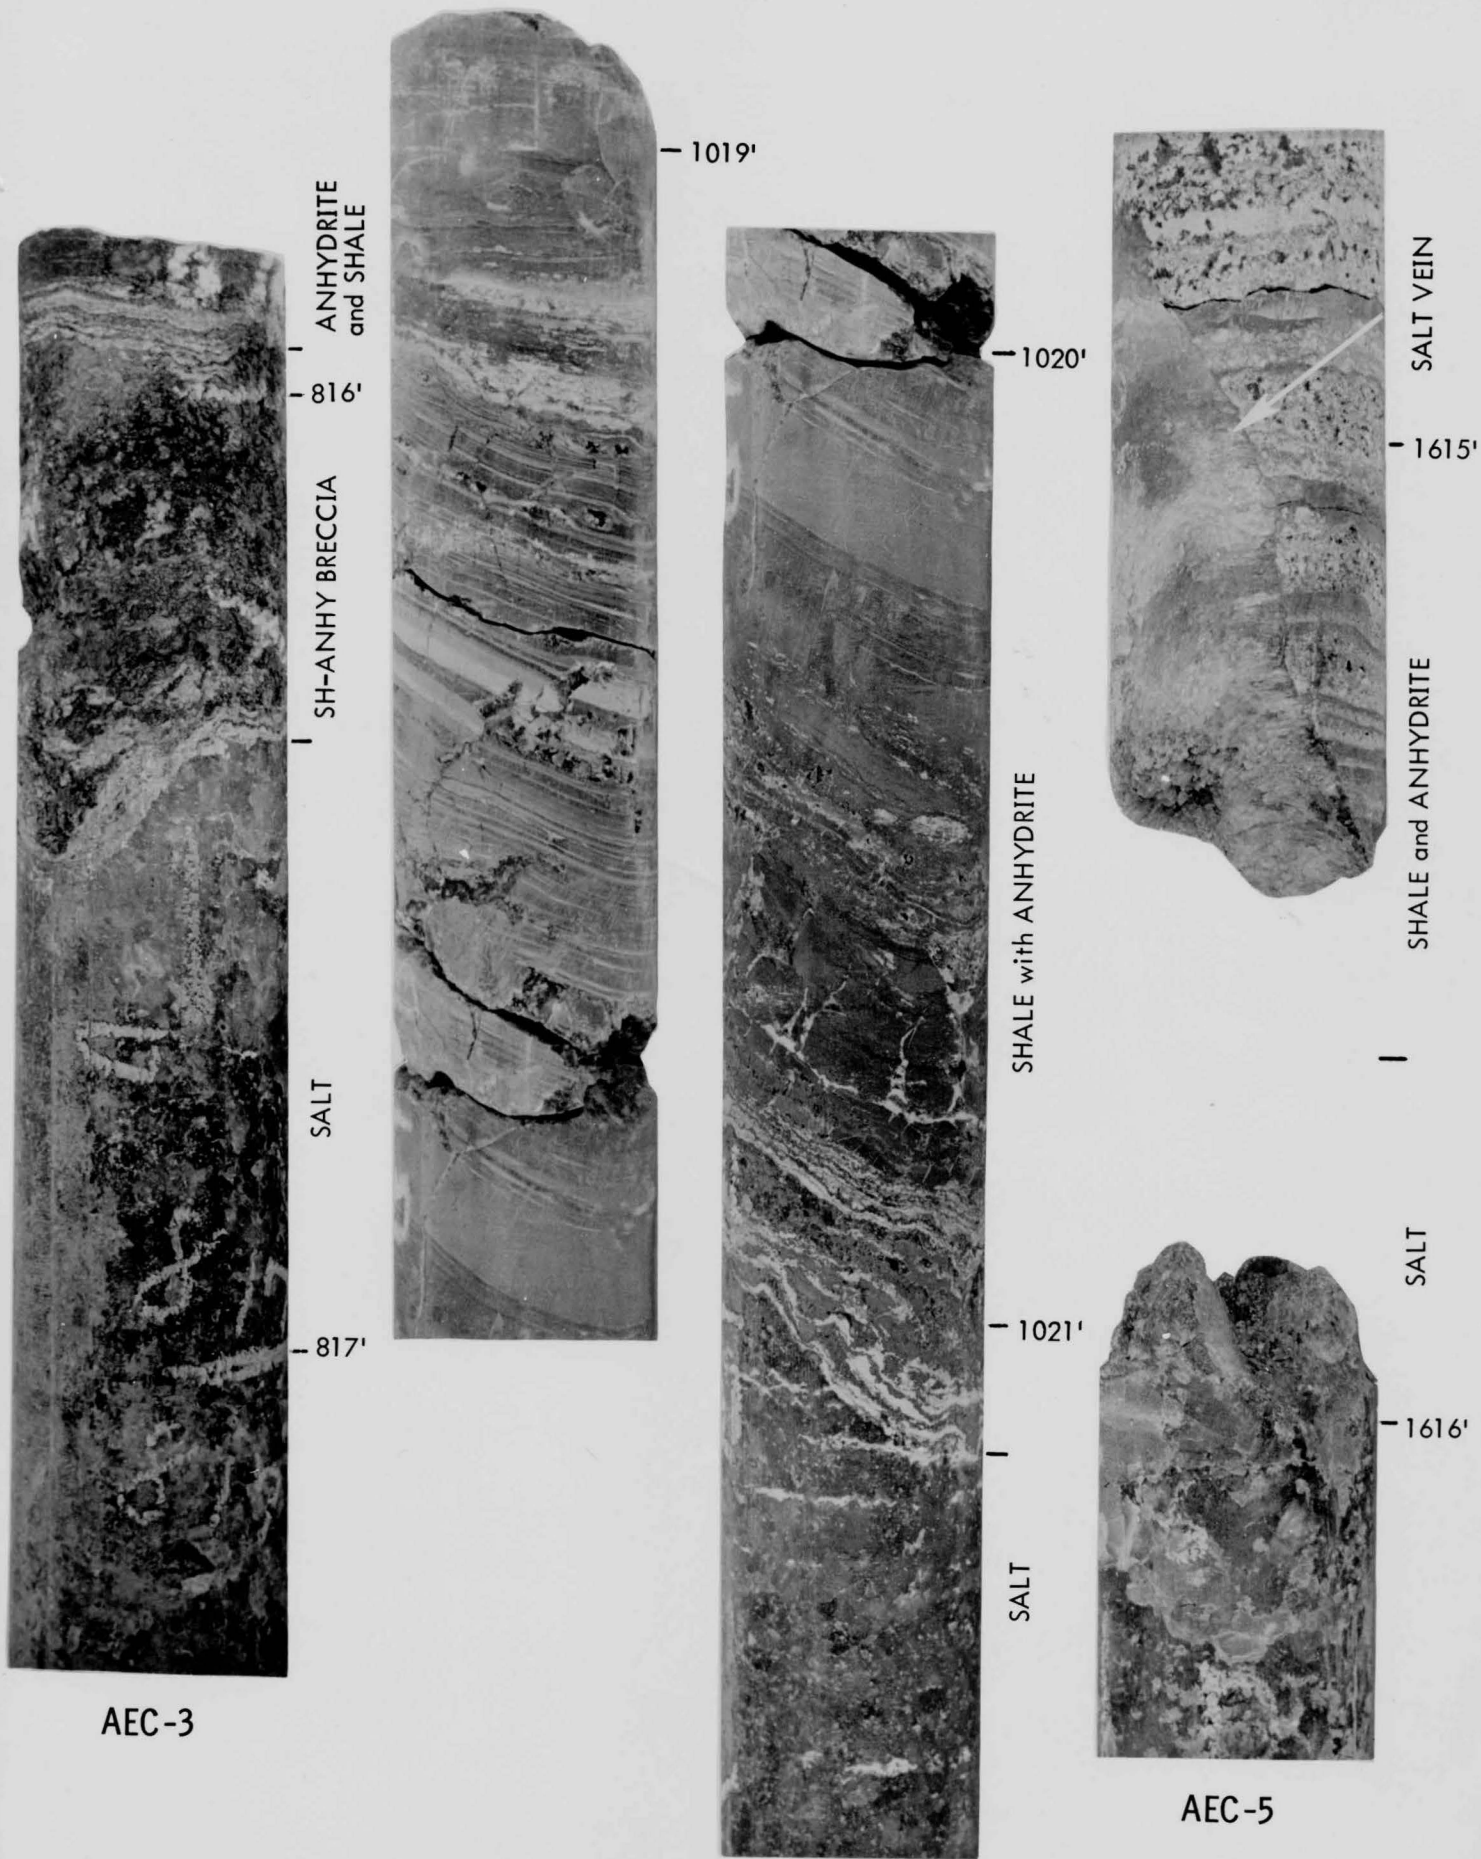 ANHYDRITE
and SHALE
816'
SH-ANHY BRECCIA
SALT
817'
AEC-3
1019'
1020'
SHALE with ANHYDRITE
1021'
SALT
SALT VEIN
1615'
SHALE and ANHYDRITE
SALT
1616'
AEC-5